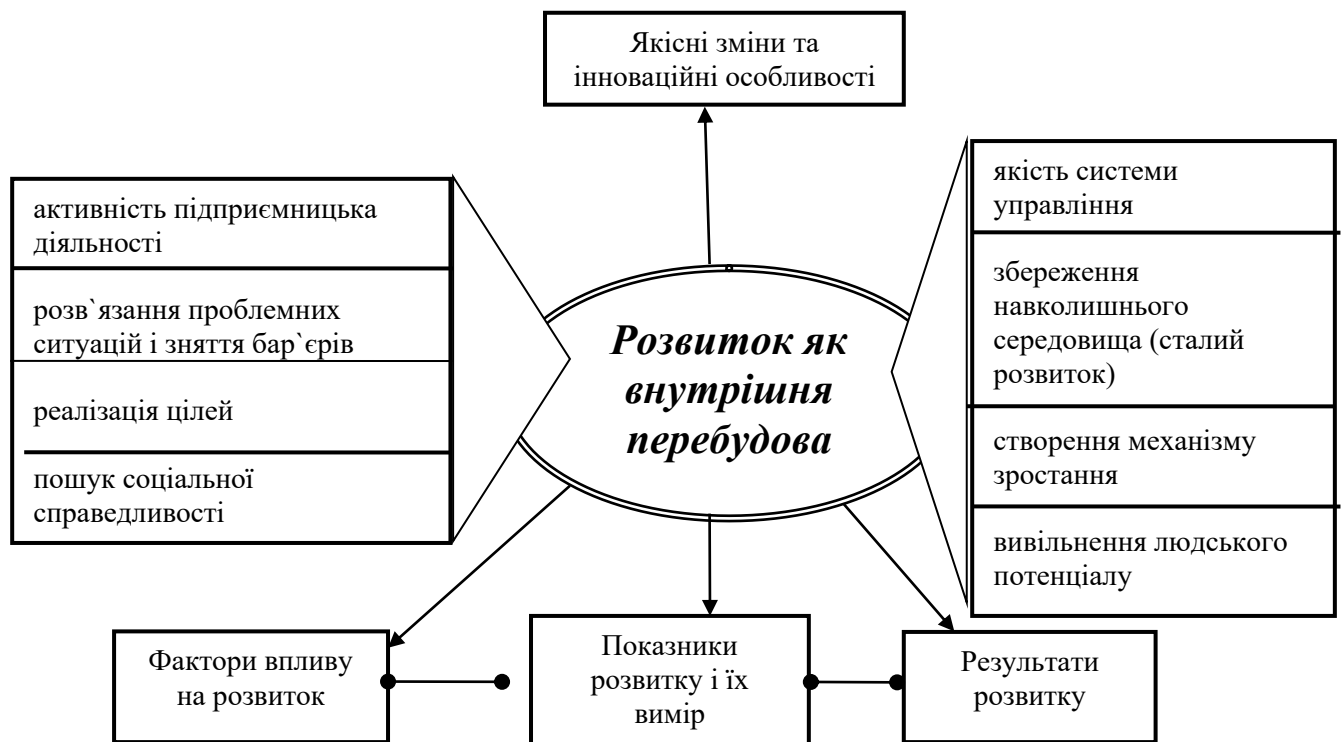 Якісні зміни та
інноваційні особливості
активність підприємницька
діяльності
розв`язання проблемних
ситуацій і зняття бар`єрів
реалізація цілей
пошук соціальної
справедливості
Розвиток як
внутрішня
перебудова
якість системи
управління
збереження
навколишнього
середовища (сталий
розвиток)
створення механізму
зростання
вивільнення людського
потенціалу
Фактори впливу
на розвиток
Показники
розвитку і їх
вимір
Результати
розвитку